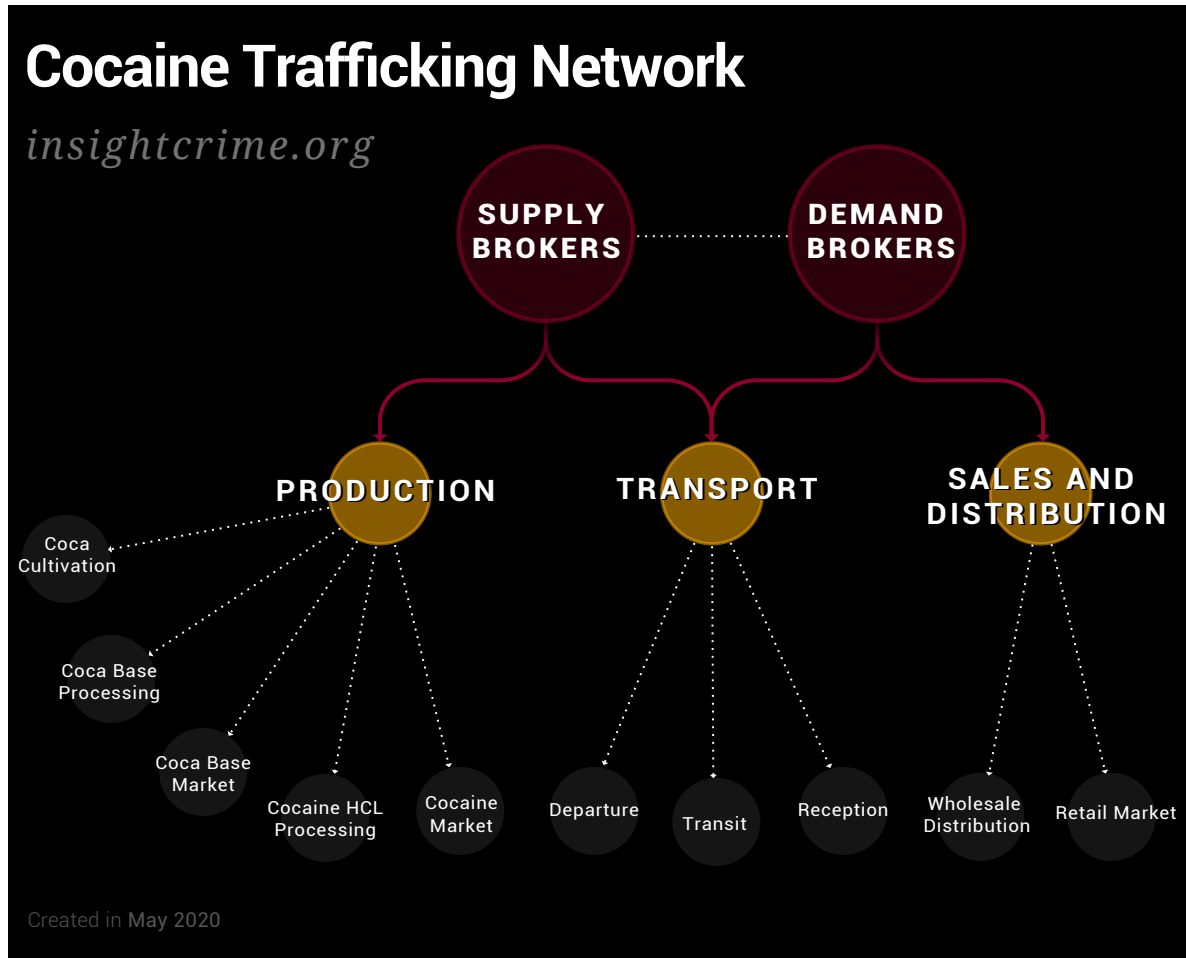 Cocaine Trafficking Network
insightcrime.org
SUPPLY
BROKERS
DEMAND
BROKERS
PRODUCTION
TRANSPORT
SALES AND
DISTRIBUTION
Coca
Cultivation
Coca Base
Processing
Coca Base
Market
Cocaine HCL
Processing
Cocaine
Market
Departure
Transit
Reception
Wholesale
Distribution
Retail Market
Created in May 2020